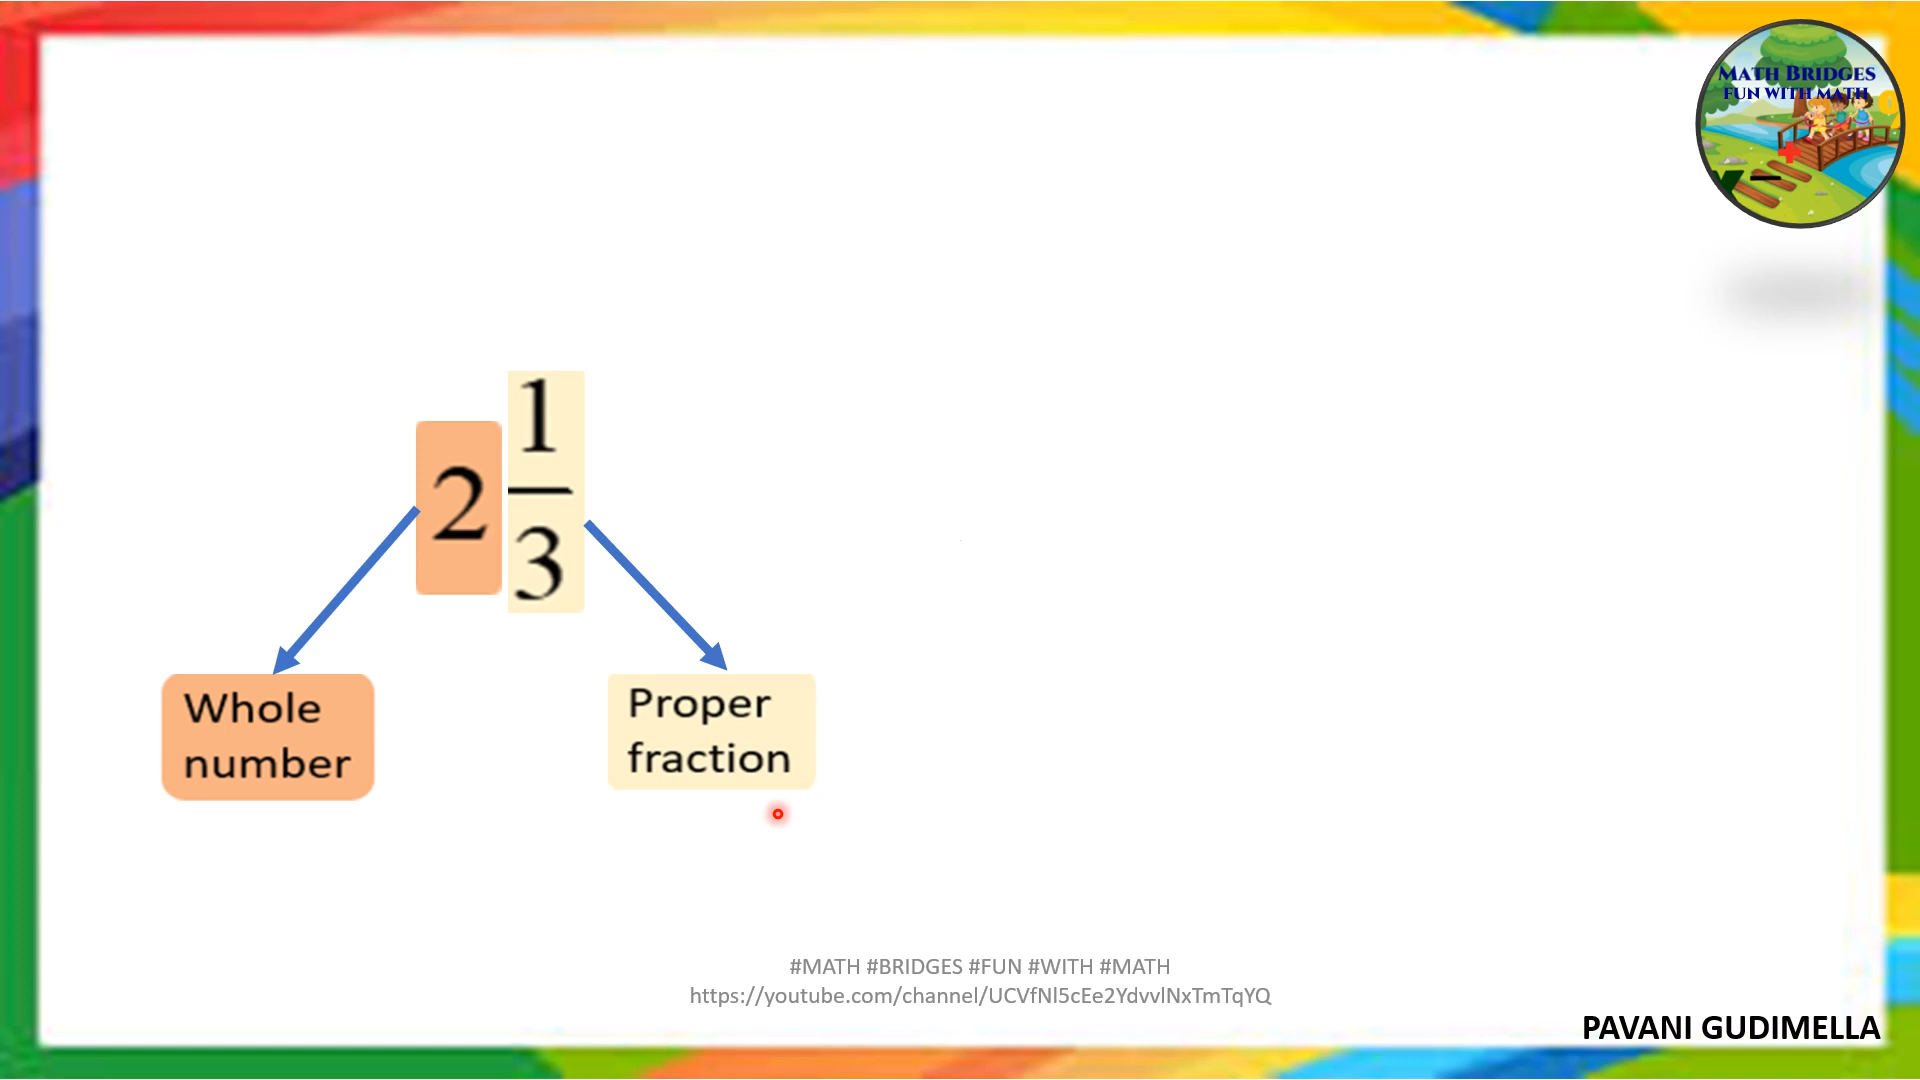 MATH BRIDGES
FUN WITH MATH
2 1/3
Whole
number
Proper
fraction
#MATH #BRIDGES #FUN #WITH #MATH
https://youtube.com/channel/UCVfNl5cEe2YdvvlNxTmTqYQ
PAVANI GUDIMELLA